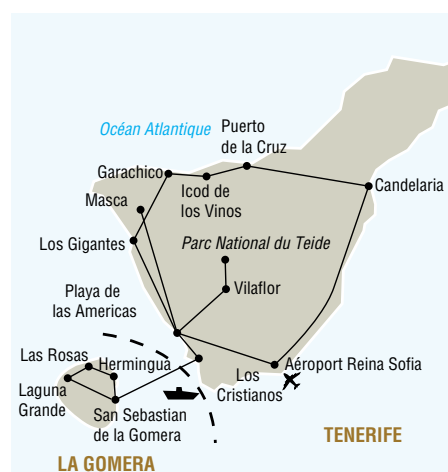 Océan Atlantique
Puerto
de la Cruz
Garachico
Icod de
los Vinos
Candelaria
Masca
Los Gigantes
Parc National du Teide
Vilaflor
Playa de
las Americas
Las Rosas
Hermingua
Laguna
Grande
San Sebastian
de la Gomera
Los
Cristianos
Aéroport Reina Sofia
TENERIFE
LA GOMERA